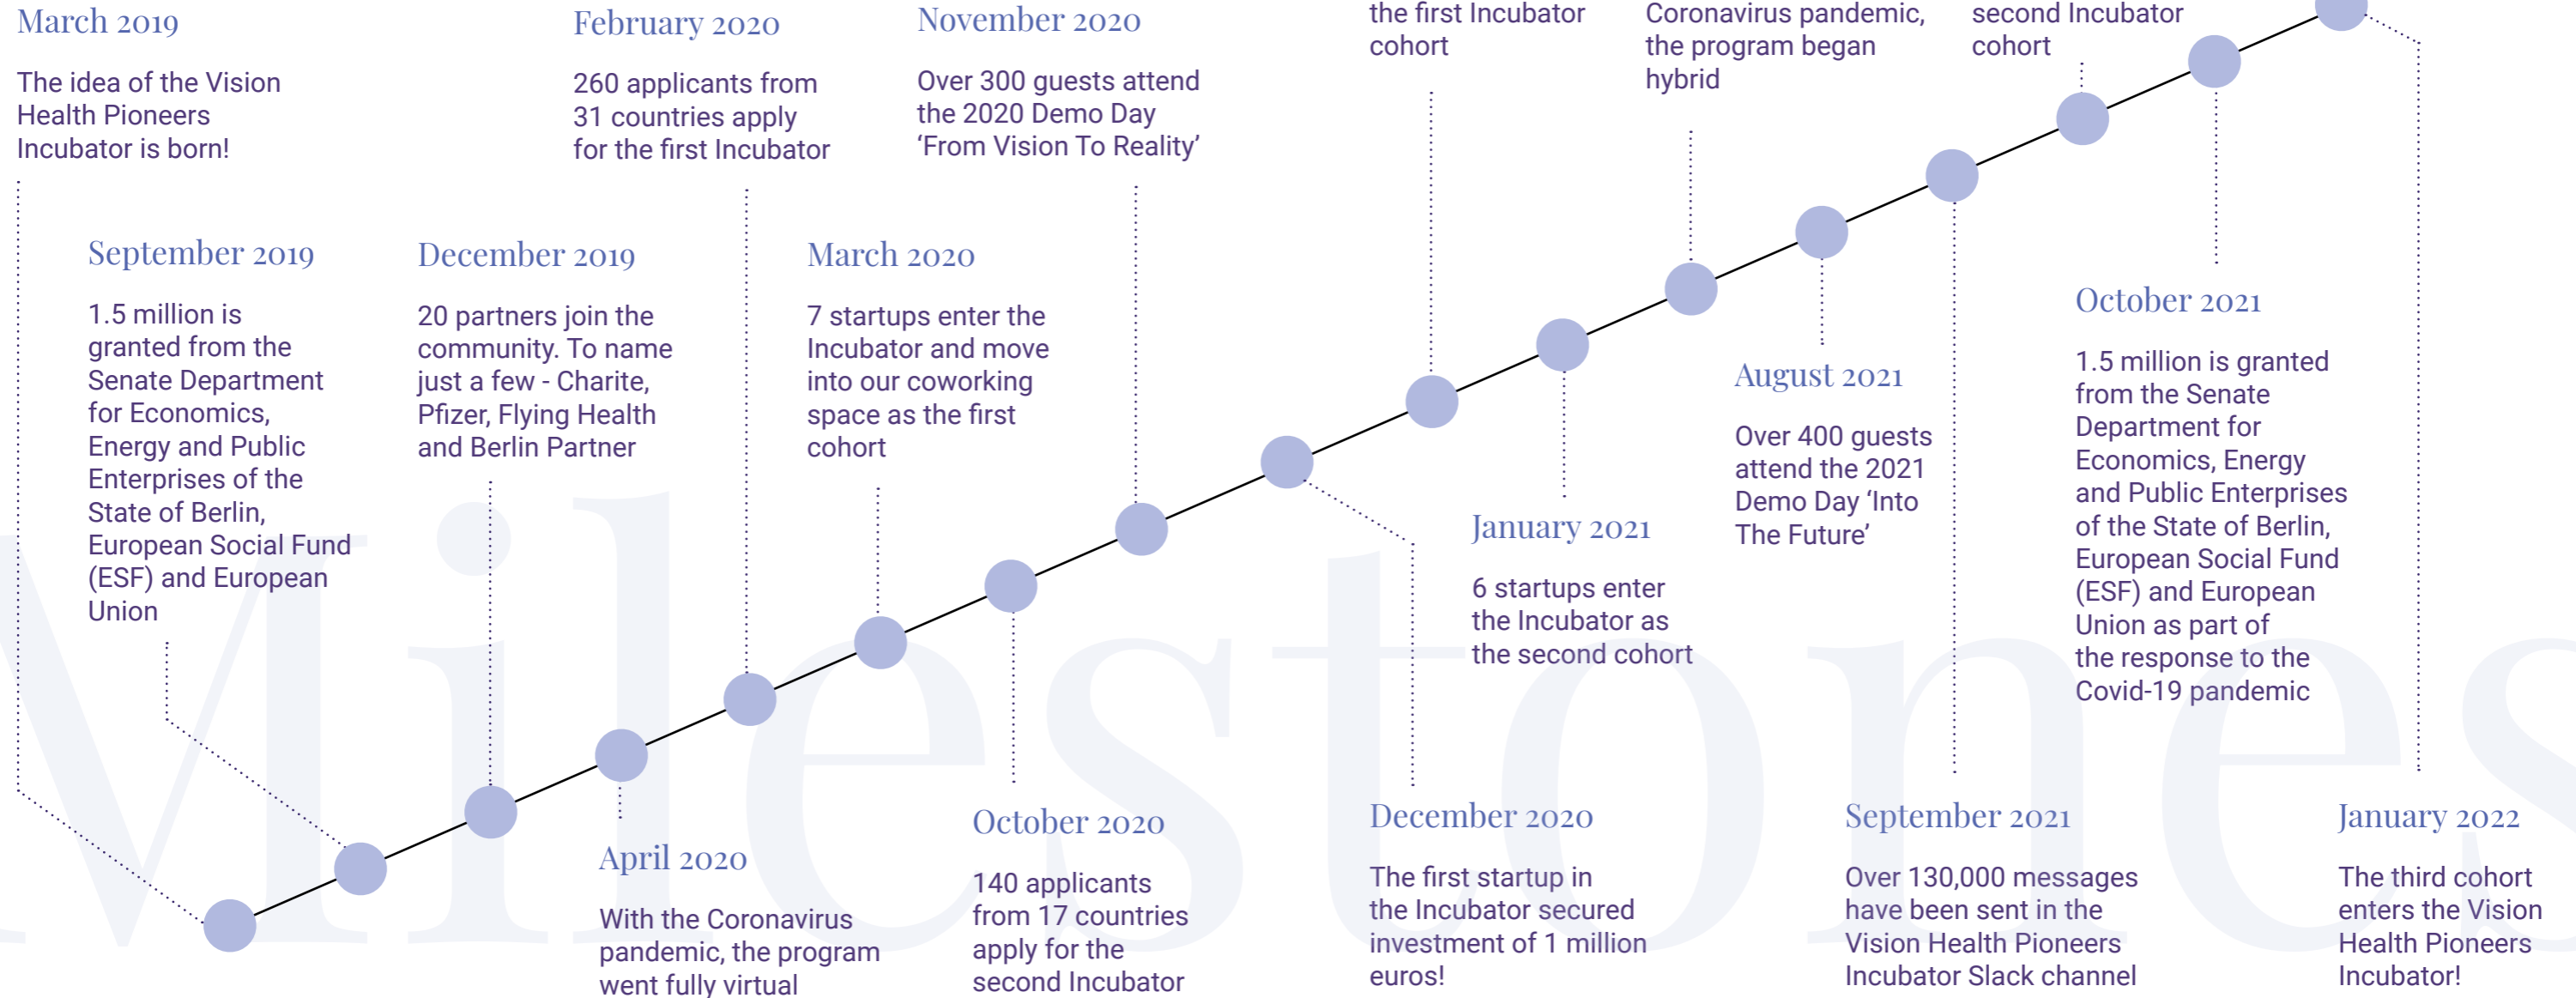 March 2019
The idea of the Vision
Health Pioneers
Incubator is born!
September 2019
1.5 million is
granted from the
Senate Department
for Economics,
Energy and Public
Enterprises of the
State of Berlin,
European Social Fund
(ESF) and European
Union
December 2019
20 partners join the
community. To name
just a few - Charite,
Pfizer, Flying Health
and Berlin Partner
February 2020
260 applicants from
31 countries apply
for the first Incubator
March 2020
7 startups enter the
Incubator and move
into our coworking
space as the first
cohort
April 2020
With the Coronavirus
pandemic, the program
went fully virtual
October 2020
140 applicants
from 17 countries
apply for the
second Incubator
November 2020
Over 300 guests attend
the 2020 Demo Day
‘From Vision To Reality’
December 2020
The first startup in
the Incubator secured
investment of 1 million
euros!
the first Incubator
cohort
January 2021
6 startups enter
the Incubator as
the second cohort
Coronavirus pandemic,
the program began
hybrid
August 2021
Over 400 guests
attend the 2021
Demo Day ‘Into
The Future’
September 2021
Over 130,000 messages
have been sent in the
Vision Health Pioneers
Incubator Slack channel
second Incubator
cohort
October 2021
1.5 million is granted
from the Senate
Department for
Economics, Energy
and Public Enterprises
of the State of Berlin,
European Social Fund
(ESF) and European
Union as part of
the response to the
Covid-19 pandemic
January 2022
The third cohort
enters the Vision
Health Pioneers
Incubator!
Milestones